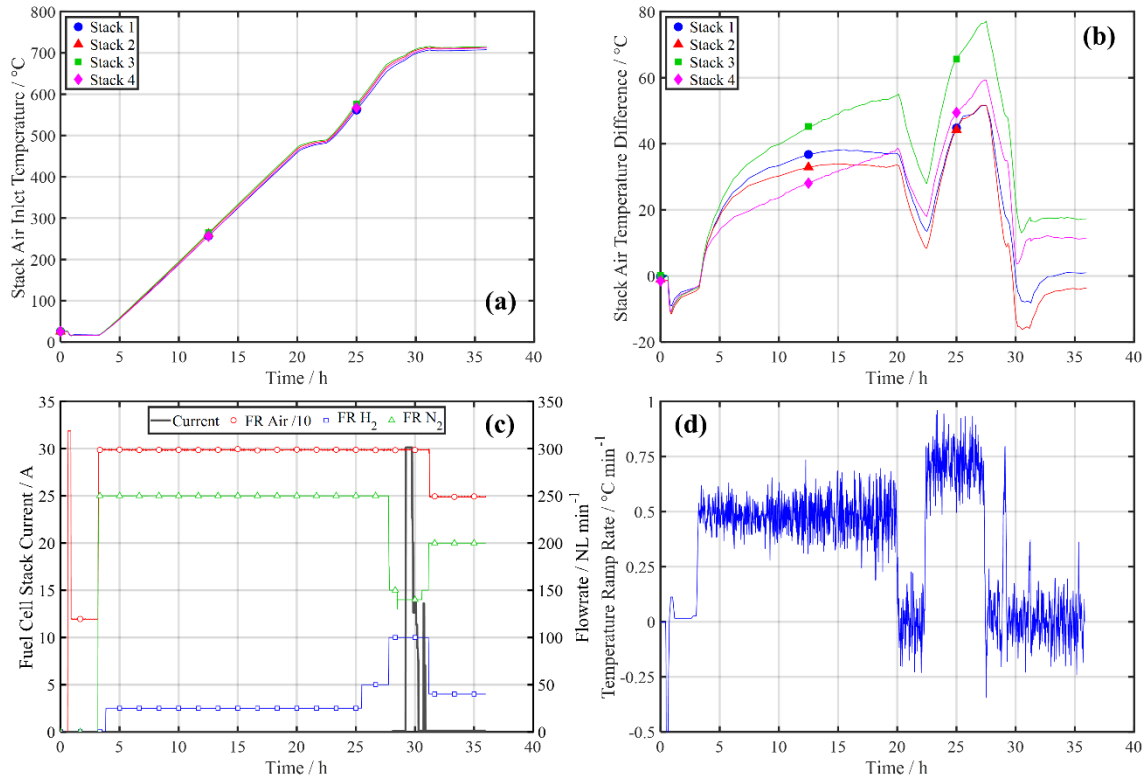 800
700
600
500
400
300
200
100
0
Stack Air Inlet Temperature / °C
Stack 1
Stack 2
Stack 3
Stack 4
(a)
0 5 10 15 20 25 30 35 40
Time / h
80
60
40
20
0
-20
Stack Air Temperature Difference / °C
Stack 1
Stack 2
Stack 3
Stack 4
(b)
0 5 10 15 20 25 30 35 40
Time / h
35
30
25
20
15
10
5
0
Fuel Cell Stack Current / A
Current FR Air /10 FR H2 FR N2
(c)
350
300
250
200
150
100
50
0
Flowrate / NL min-1
0 5 10 15 20 25 30 35 40
Time / h
1
0.75
0.5
0.25
0
-0.25
-0.5
Temperature Ramp Rate / °C min-1
(d)
0 5 10 15 20 25 30 35 40
Time / h